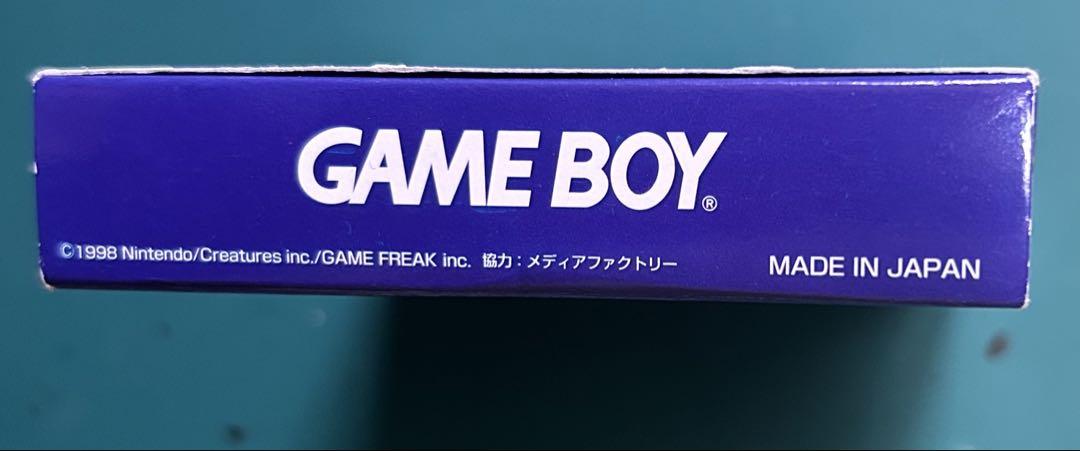 GAME BOY®
©1998 Nintendo/Creatures inc./GAME FREAK inc. 協力：メディアファクトリー
MADE IN JAPAN